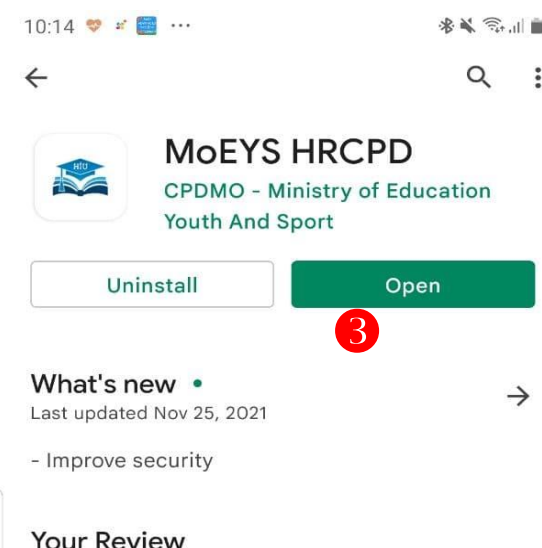 10:14
MoEYS HRCPD
CPDMO - Ministry of Education
Youth And Sport
Uninstall
Open
3
What's new
Last updated Nov 25, 2021
- Improve security
Your Review